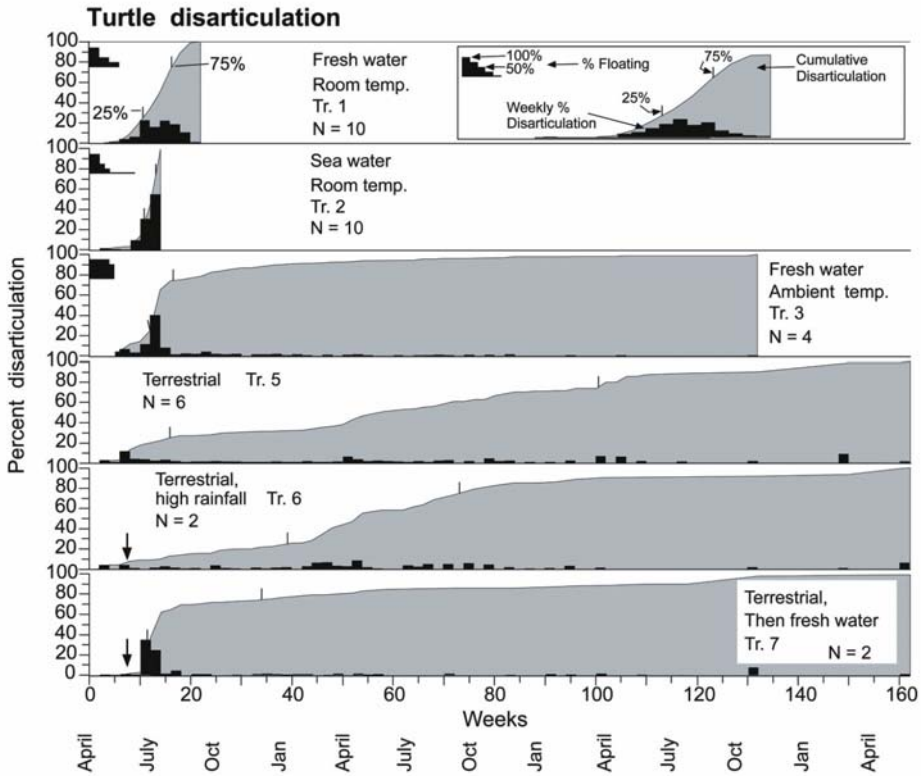 Turtle disarticulation
100
80
60
40
20
75%
25%
Fresh water
Room temp.
Tr. 1
N = 10
100%
50%
% Floating
75%
25%
Cumulative
Disarticulation
Weekly %
Disarticulation
100
80
60
40
20
Sea water
Room temp.
Tr. 2
N = 10
100
80
60
40
20
Fresh water
Ambient temp.
Tr. 3
N = 4
100
80
60
40
20
Terrestrial Tr. 5
N = 6
100
80
60
40
20
Terrestrial,
high rainfall Tr. 6
N = 2
100
80
60
40
20
0
Terrestrial,
Then fresh water
Tr. 7 N = 2
Percent disarticulation
0 20 40 60 80 100 120 140 160
Weeks
April July Oct Jan April July Oct Jan April July Oct Jan April